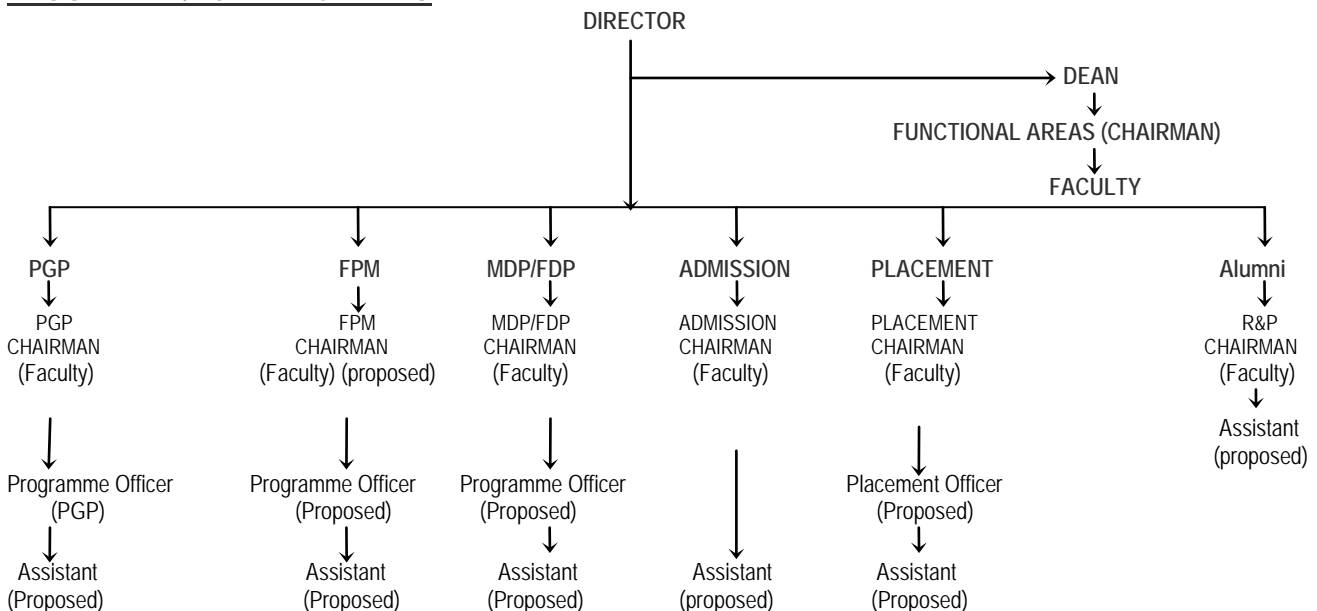 DIRECTOR
DEAN
FUNCTIONAL AREAS (CHAIRMAN)
FACULTY
PGP FPM MDP/FDP ADMISSION PLACEMENT Alumni
PGP FPM MDP/FDP ADMISSION PLACEMENT R&P
CHAIRMAN CHAIRMAN CHAIRMAN CHAIRMAN CHAIRMAN CHAIRMAN
(Faculty) (Faculty) (proposed) (Faculty) (Faculty) (Faculty) (Faculty)
Assistant
(proposed)
Programme Officer Programme Officer Programme Officer Placement Officer
(PGP) (Proposed) (Proposed) (Proposed)
Assistant Assistant Assistant Assistant Assistant
(Proposed) (Proposed) (Proposed) (proposed) (Proposed)